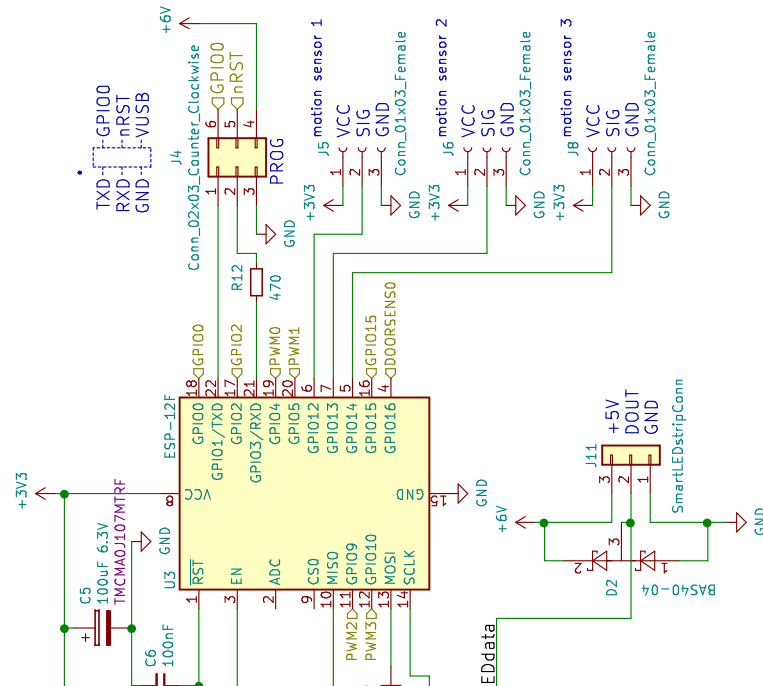 +6V
TXD
GPIO0
RXD
nRST
GND
VUSB
J4
Conn_02x03_Counter_Clockwise
GPIO0
nRST
6
5
4
1
2
3
PROG
GND
R12
470
motion sensor 1
J5
VCC
SIG
GND
1
2
3
Conn_01x03_Female
+3V3
GND
motion sensor 2
J6
VCC
SIG
GND
1
2
3
Conn_01x03_Female
+3V3
GND
motion sensor 3
J8
VCC
SIG
GND
1
2
3
Conn_01x03_Female
+3V3
GND
GPIO0
GPIO2
PWM0
PWM1
GPIO15
DOORSENS0
18
22
17
21
19
20
6
7
5
16
4
ESP-12F
GPIO0
GPIO1/TXD
GPIO2
GPIO3/RXD
GPIO4
GPIO5
GPIO12
GPIO13
GPIO14
GPIO15
GPIO16
VCC
8
GND
15
GND
+3V3
U3
RST
EN
ADC
CS0
MISO
GPIO9
GPIO10
MOSI
SCLK
1
3
2
9
10
11
12
13
14
PWM2
PWM3
C5
100uF 6.3V
TMCMA0J107MTRF
GND
+
C6
100nF
J11
+5V
DOUT
GND
3
2
1
SmartLEDstripConn
+6V
GND
2
3
1
D2
BAS40-04
EDdata